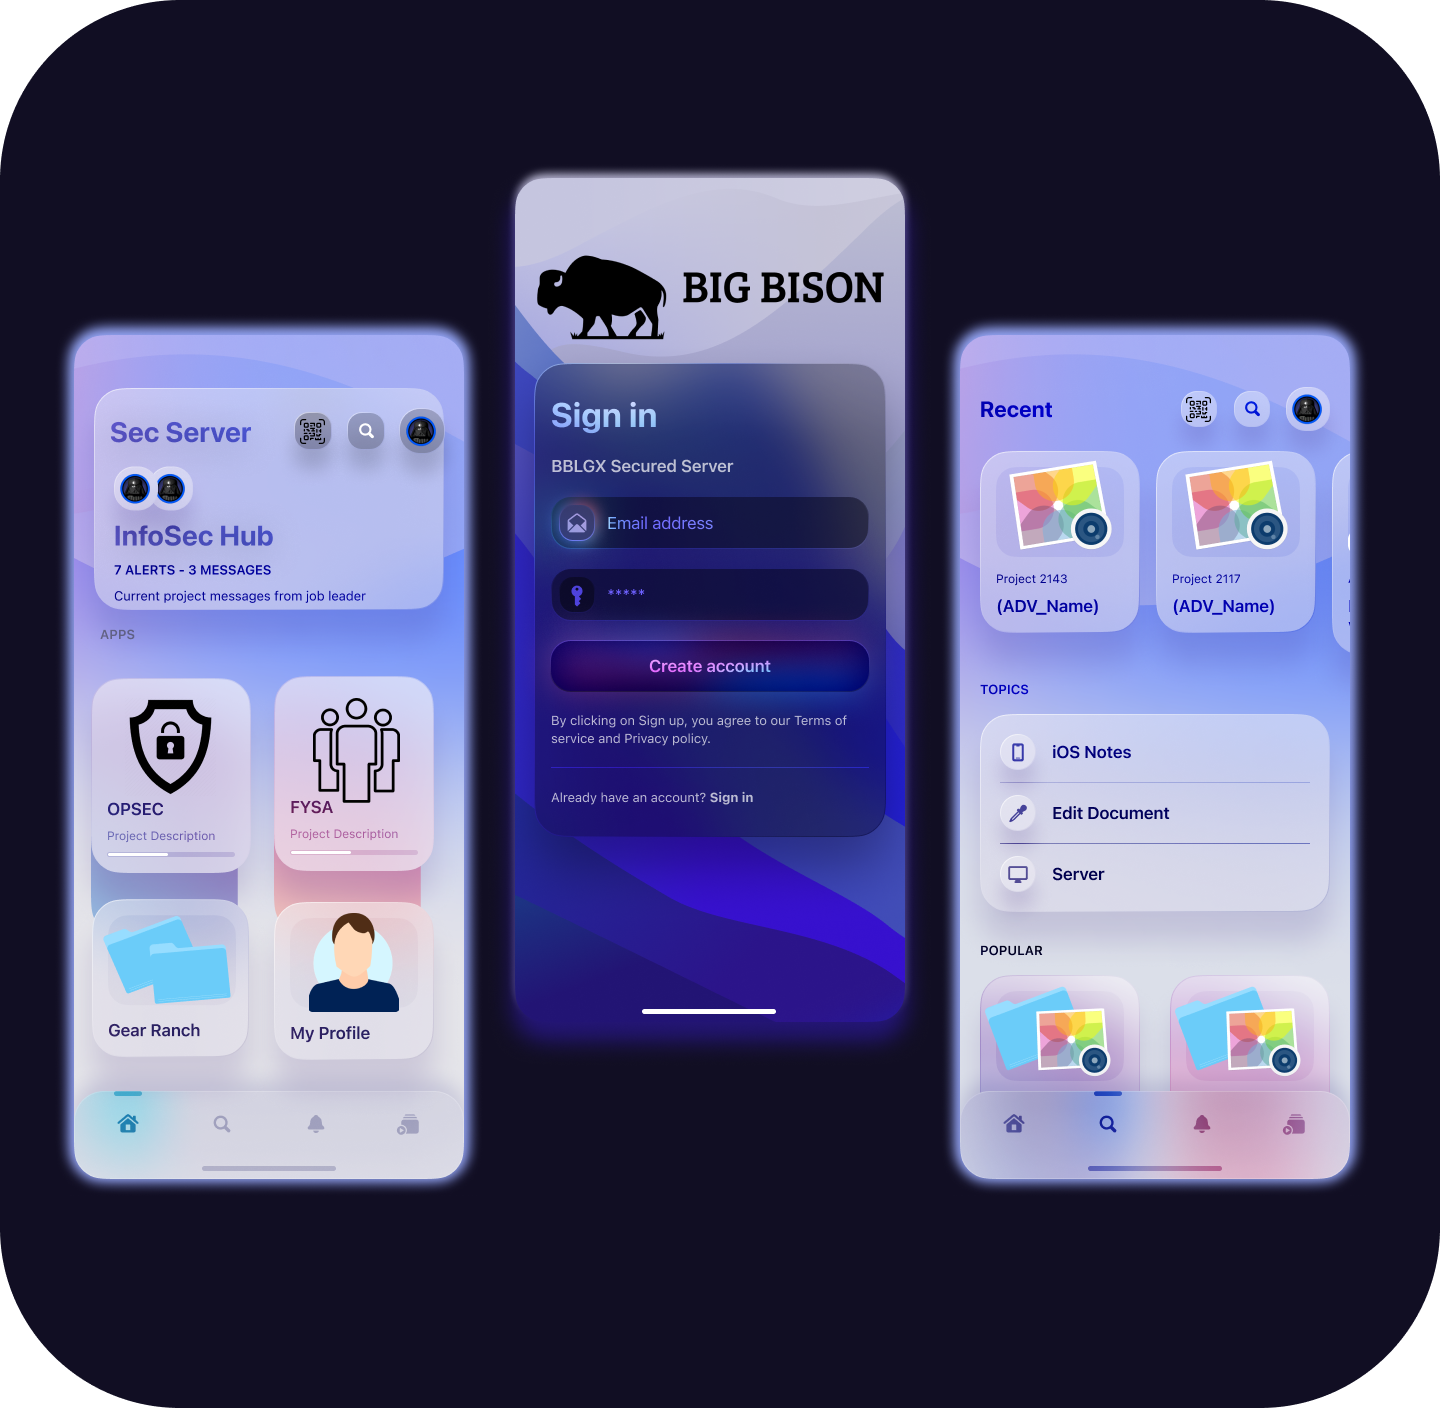 Sec Server
InfoSec Hub
7 ALERTS - 3 MESSAGES
Current project messages from job leader
APPS
OPSEC
Project Description
FYSA
Project Description
Gear Ranch
My Profile
BIG BISON
Sign in
BBLGX Secured Server
Email address
*****
Create account
By clicking on Sign up, you agree to our Terms of
service and Privacy policy.
Already have an account? Sign in
Recent
Project 2143
(ADV_Name)
Project 2117
(ADV_Name)
TOPICS
iOS Notes
Edit Document
Server
POPULAR